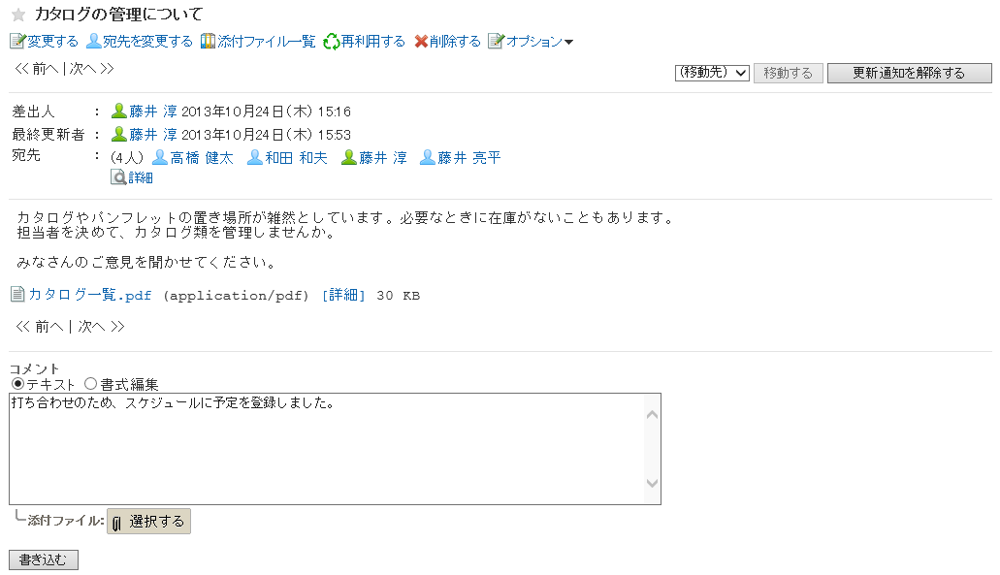 カタログの管理について
変更する 宛先を変更する 添付ファイル一覧 再利用する 削除する オプション
<< 前へ | 次へ >>
(移動先) 移動する 更新通知を解除する
差出人 : 藤井 淳 2013年10月24日(木) 15:16
最終更新者 : 藤井 淳 2013年10月24日(木) 15:53
宛先 : (4人) 高橋 健太 和田 和夫 藤井 淳 藤井 亮平
詳細
カタログやパンフレットの置き場所が雑然としています。必要なときに在庫がないこともあります。
担当者を決めて、カタログ類を管理しませんか。
みなさんのご意見を聞かせてください。
カタログ一覧.pdf (application/pdf) [詳細] 30 KB
<< 前へ | 次へ >>
コメント
テキスト 書式編集
打ち合わせのため、スケジュールに予定を登録しました。
添付ファイル: 選択する
書き込む